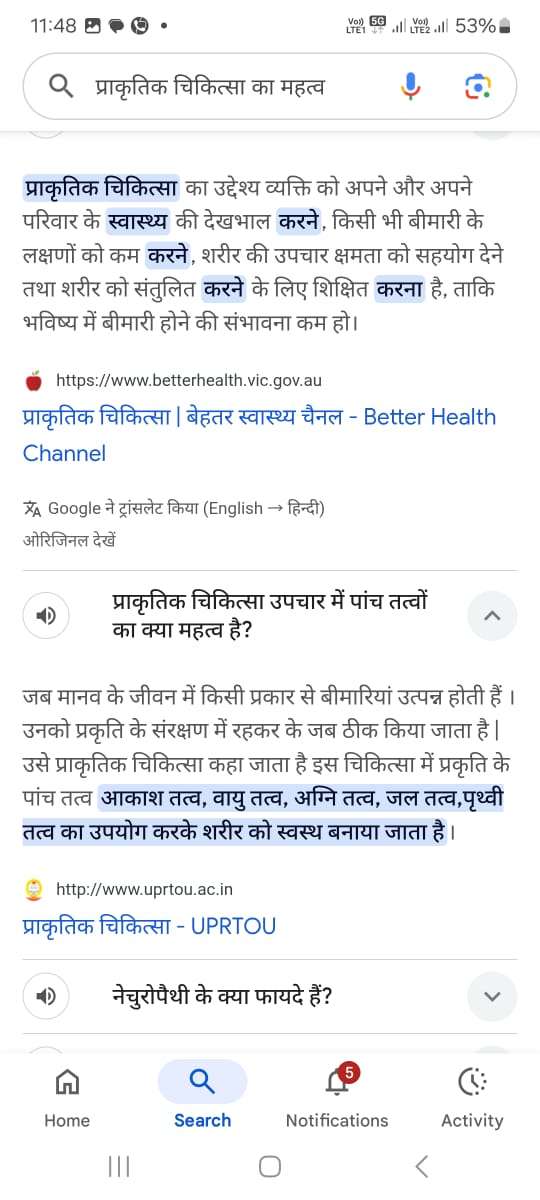 11:48
Vo)) LTE1 5G Vo)) LTE2 53%
प्राकृतिक चिकित्सा का महत्व
प्राकृतिक चिकित्सा का उद्देश्य व्यक्ति को अपने और अपने
परिवार के स्वास्थ्य की देखभाल करने, किसी भी बीमारी के
लक्षणों को कम करने, शरीर की उपचार क्षमता को सहयोग देने
तथा शरीर को संतुलित करने के लिए शिक्षित करना है, ताकि
भविष्य में बीमारी होने की संभावना कम हो।
https://www.betterhealth.vic.gov.au
प्राकृतिक चिकित्सा | बेहतर स्वास्थ्य चैनल - Better Health
Channel
Google ने ट्रांसलेट किया (English → हिन्दी)
ओरिजिनल देखें
प्राकृतिक चिकित्सा उपचार में पांच तत्वों
का क्या महत्व है?
जब मानव के जीवन में किसी प्रकार से बीमारियां उत्पन्न होती हैं ।
उनको प्रकृति के संरक्षण में रहकर के जब ठीक किया जाता है |
उसे प्राकृतिक चिकित्सा कहा जाता है इस चिकित्सा में प्रकृति के
पांच तत्व आकाश तत्व, वायु तत्व, अग्नि तत्व, जल तत्व,पृथ्वी
तत्व का उपयोग करके शरीर को स्वस्थ बनाया जाता है ।
http://www.uprtou.ac.in
प्राकृतिक चिकित्सा - UPRTOU
नेचुरोपैथी के क्या फायदे हैं?
5
Home Search Notifications Activity